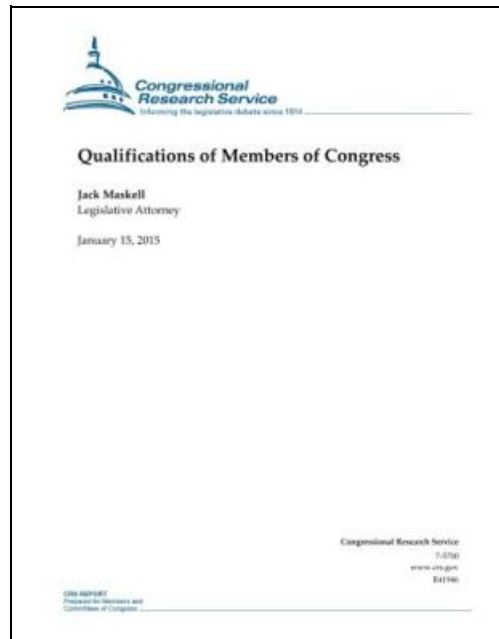 Congressional
Research Service
Informing the legislative debate since 1914
Qualifications of Members of Congress
Jack Maskell
Legislative Attorney
January 15, 2015
Congressional Research Service
7-5700
www.crs.gov
R41946
CRS REPORT
Prepared for Members and
Committees of Congress